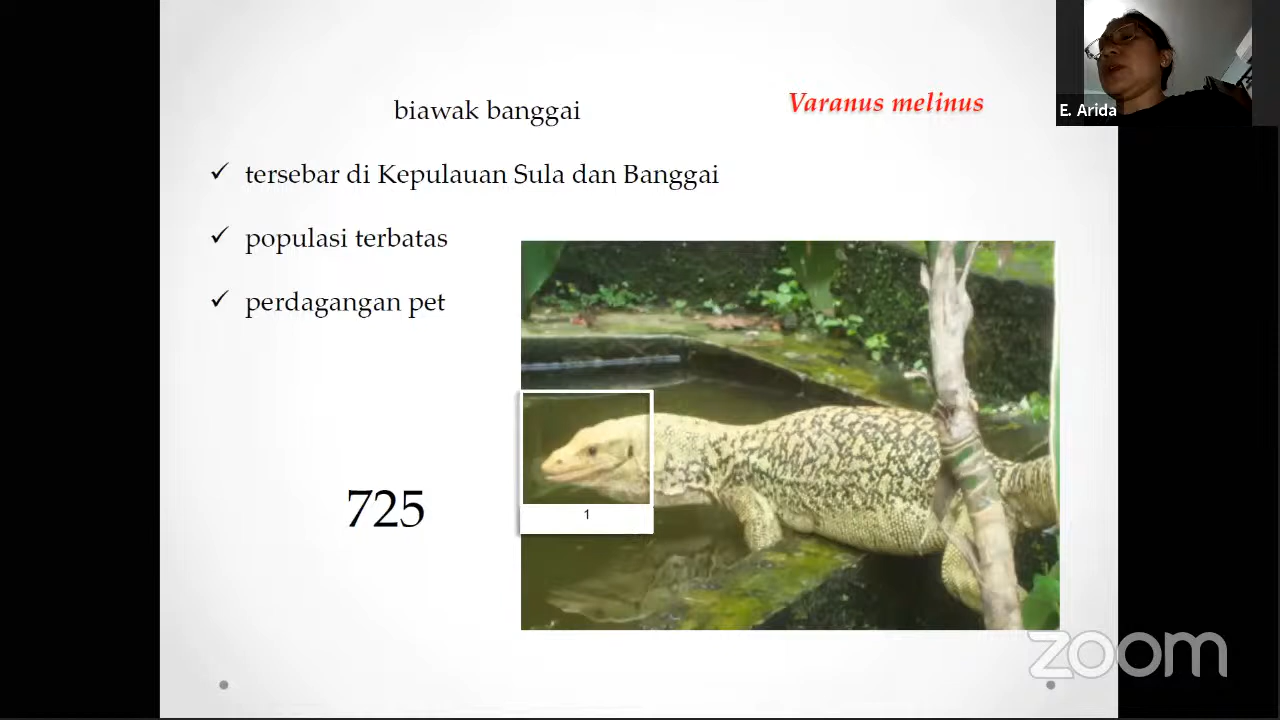 biawak banggai
Varanus melinus
E. Arida
tersebar di Kepulauan Sula dan Banggai
populasi terbatas
perdagangan pet
725
1
zoom